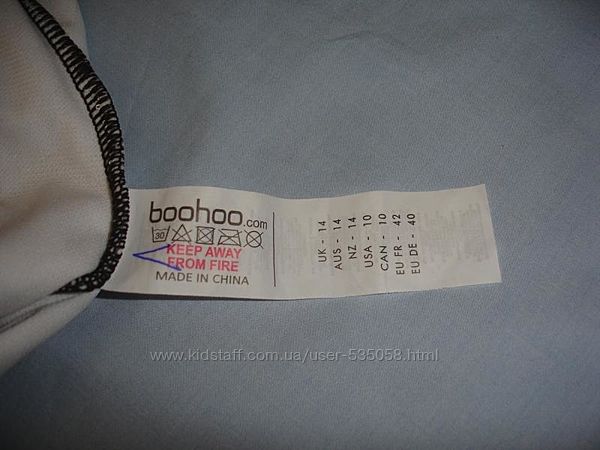 boohoo.com
30
KEEP AWAY
FROM FIRE
MADE IN CHINA
UK - 14
AUS - 14
NZ - 14
USA - 10
CAN - 10
EU FR - 42
EU DE - 40
www.kidstaff.com.ua/user-535058.html